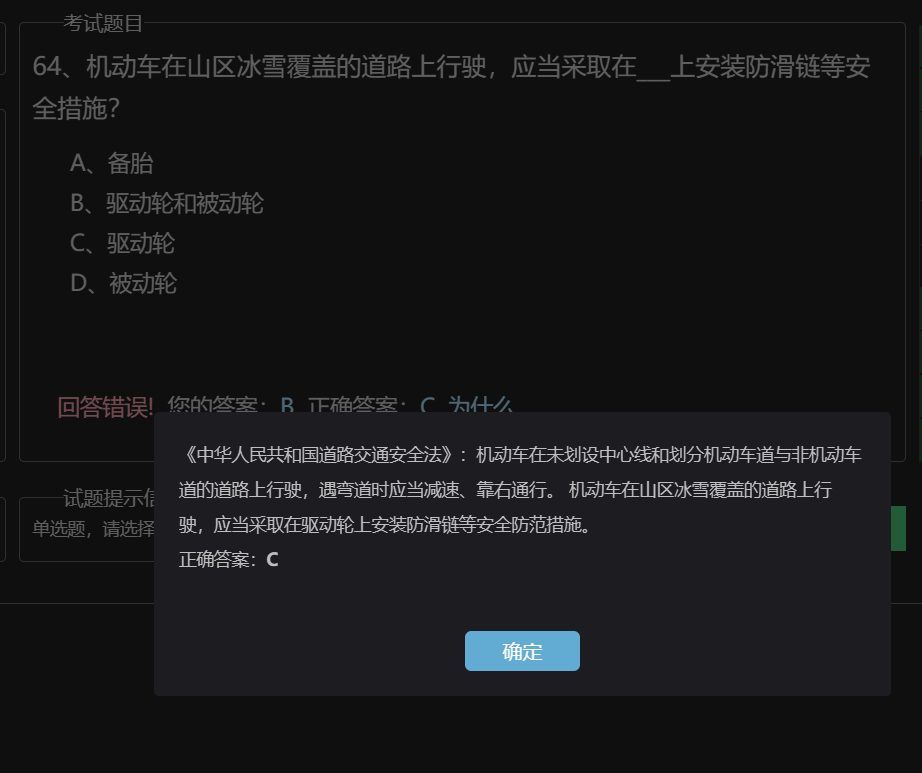 考试题目
64、机动车在山区冰雪覆盖的道路上行驶，应当采取在___上安装防滑链等安
全措施？
A、备胎
B、驱动轮和被动轮
C、驱动轮
D、被动轮
回答错误! 您的答案：B 正确答案：C 为什么
《中华人民共和国道路交通安全法》：机动车在未划设中心线和划分机动车道与非机动车
道的道路上行驶，遇弯道时应当减速、靠右通行。 机动车在山区冰雪覆盖的道路上行
驶，应当采取在驱动轮上安装防滑链等安全防范措施。
正确答案：C
试题提示信
单选题，请选择
确定